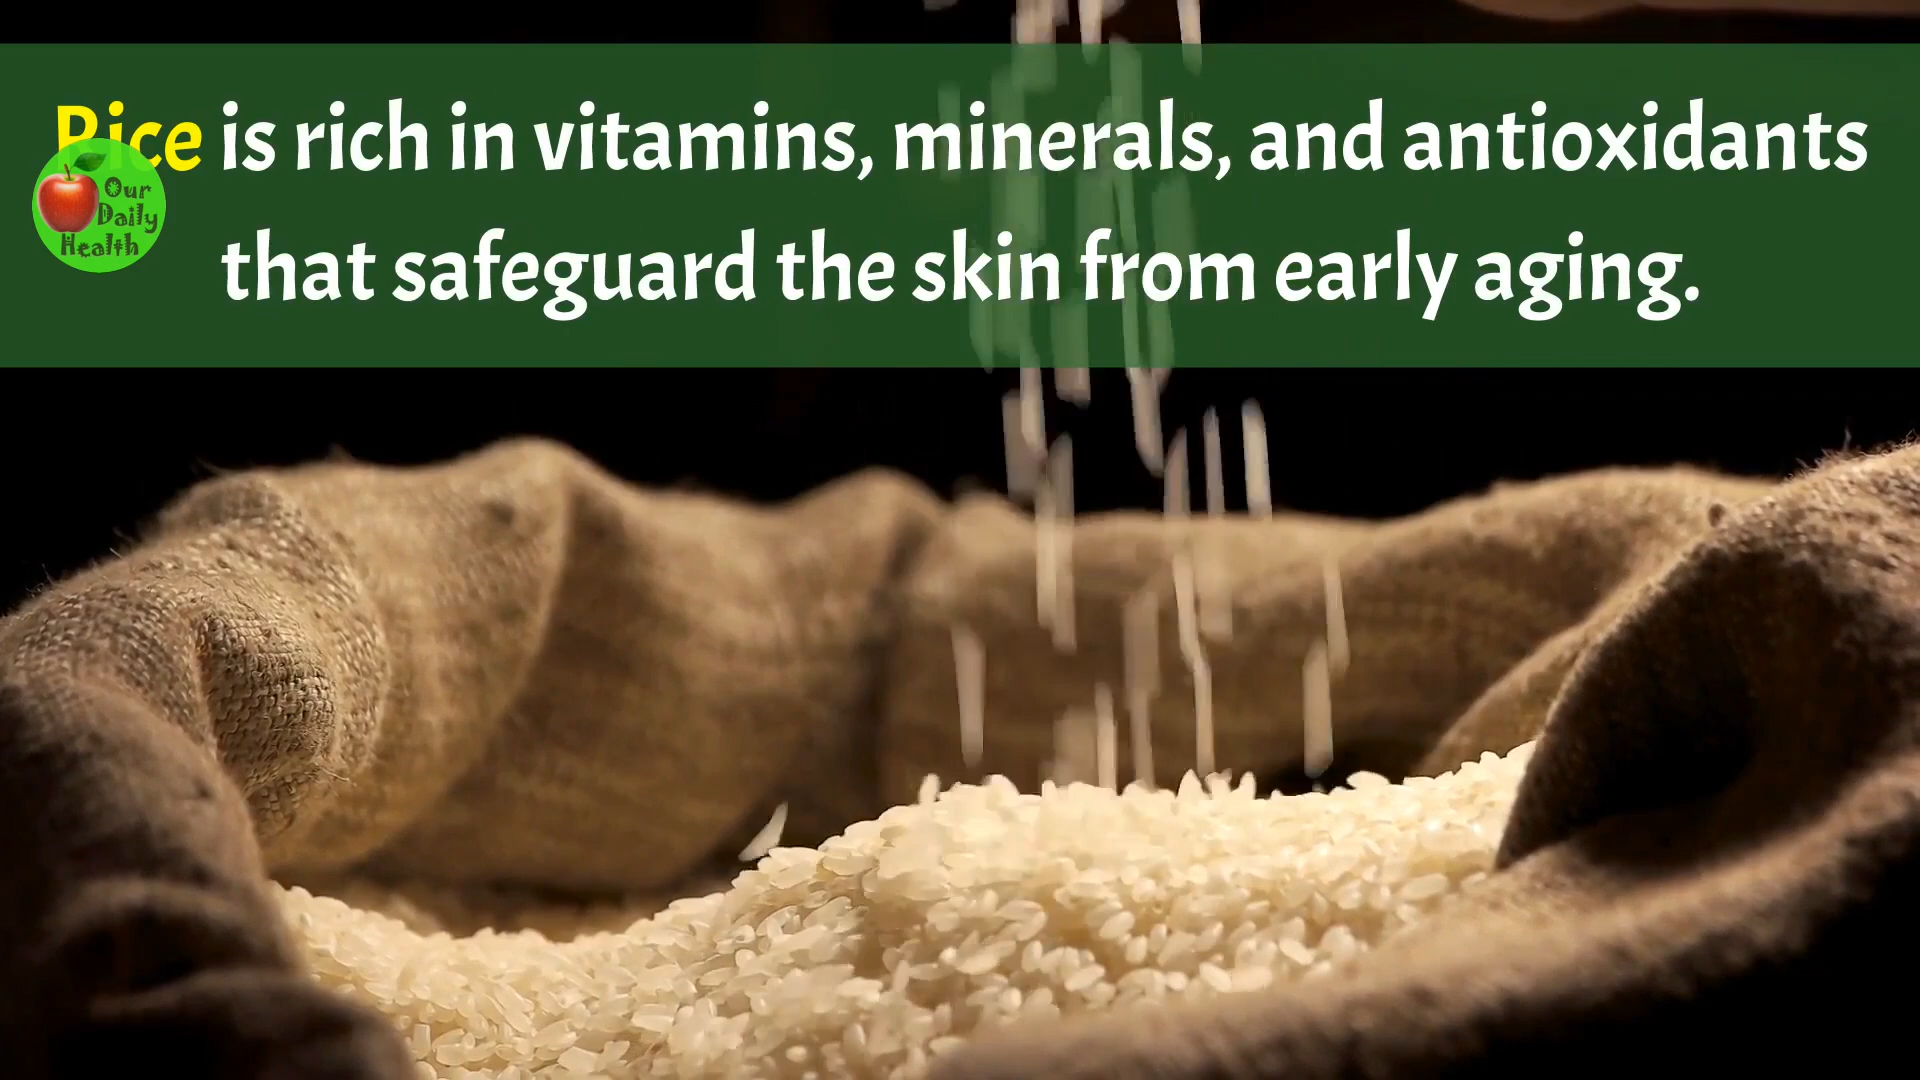 Rice is rich in vitamins, minerals, and antioxidants
that safeguard the skin from early aging.
Our
Daily
Health